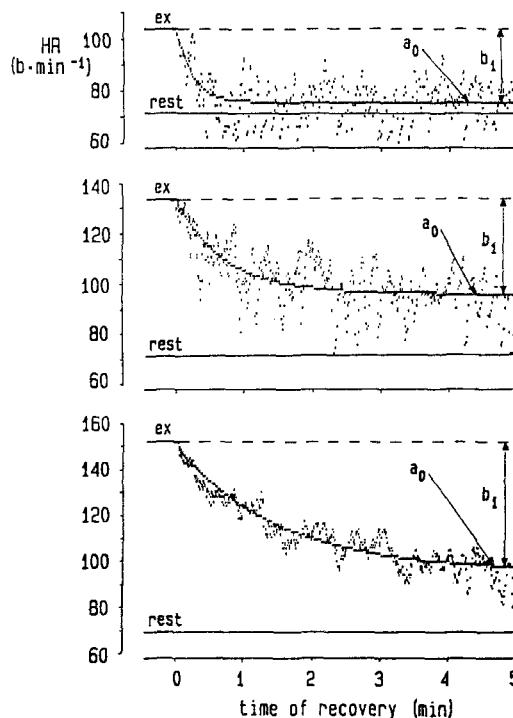 HR
(b·min⁻¹)
ex
100
80
rest
60
a₀
b₁
140
ex
120
100
80
rest
60
a₀
b₁
160
ex
140
120
100
80
rest
60
a₀
b₁
0 1 2 3 4 5
time of recovery (min)